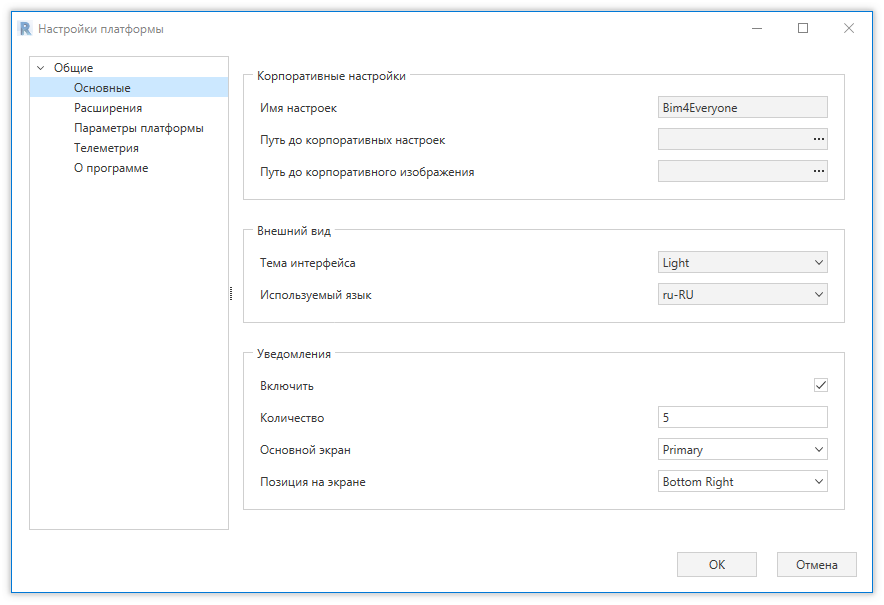 Настройки платформы
Общие
Основные
Расширения
Параметры платформы
Телеметрия
О программе
Корпоративные настройки
Имя настроек Bim4Everyone
Путь до корпоративных настроек ...
Путь до корпоративного изображения ...
Внешний вид
Тема интерфейса Light
Используемый язык ru-RU
Уведомления
Включить
Количество 5
Основной экран Primary
Позиция на экране Bottom Right
OK Отмена